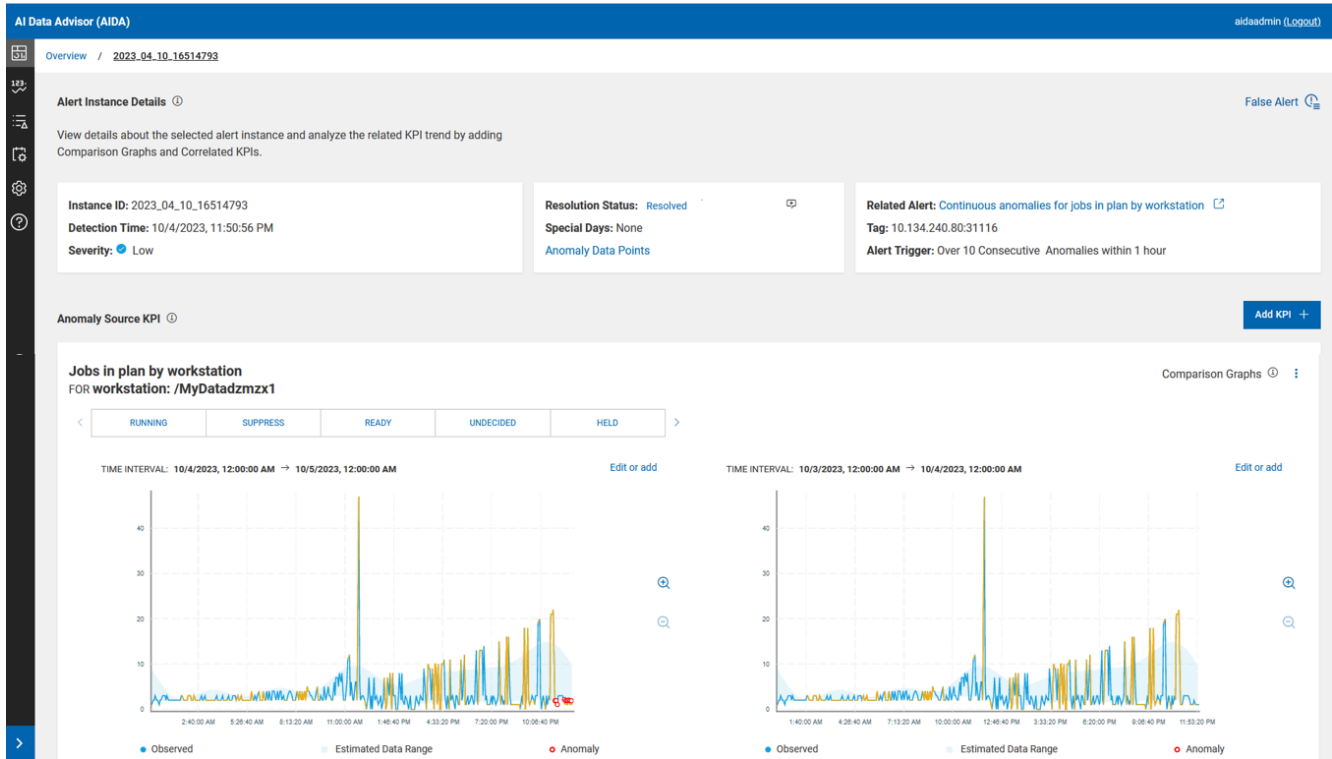 AI Data Advisor (AIDA)
aidaadmin (Logout)
Overview / 2023_04_10_16514793
Alert Instance Details
False Alert
View details about the selected alert instance and analyze the related KPI trend by adding
Comparison Graphs and Correlated KPIs.
Instance ID: 2023_04_10_16514793
Detection Time: 10/4/2023, 11:50:56 PM
Severity: Low
Resolution Status: Resolved
Special Days: None
Anomaly Data Points
Related Alert: Continuous anomalies for jobs in plan by workstation
Tag: 10.134.240.80:31116
Alert Trigger: Over 10 Consecutive Anomalies within 1 hour
Anomaly Source KPI
Add KPI +
Jobs in plan by workstation
FOR workstation: /MyDatadzmzx1
Comparison Graphs
RUNNING SUPPRESS READY UNDECIDED HELD
TIME INTERVAL: 10/4/2023, 12:00:00 AM → 10/5/2023, 12:00:00 AM
Edit or add
40
30
20
10
0
2:40:00 AM 5:26:40 AM 8:13:20 AM 11:00:00 AM 1:46:40 PM 4:33:20 PM 7:20:00 PM 10:06:40 PM
Observed Estimated Data Range Anomaly
TIME INTERVAL: 10/3/2023, 12:00:00 AM → 10/4/2023, 12:00:00 AM
Edit or add
40
30
20
10
0
1:40:00 AM 4:26:40 AM 7:13:20 AM 10:00:00 AM 12:46:40 PM 3:33:20 PM 6:20:00 PM 9:06:40 PM 11:53:20 PM
Observed Estimated Data Range Anomaly